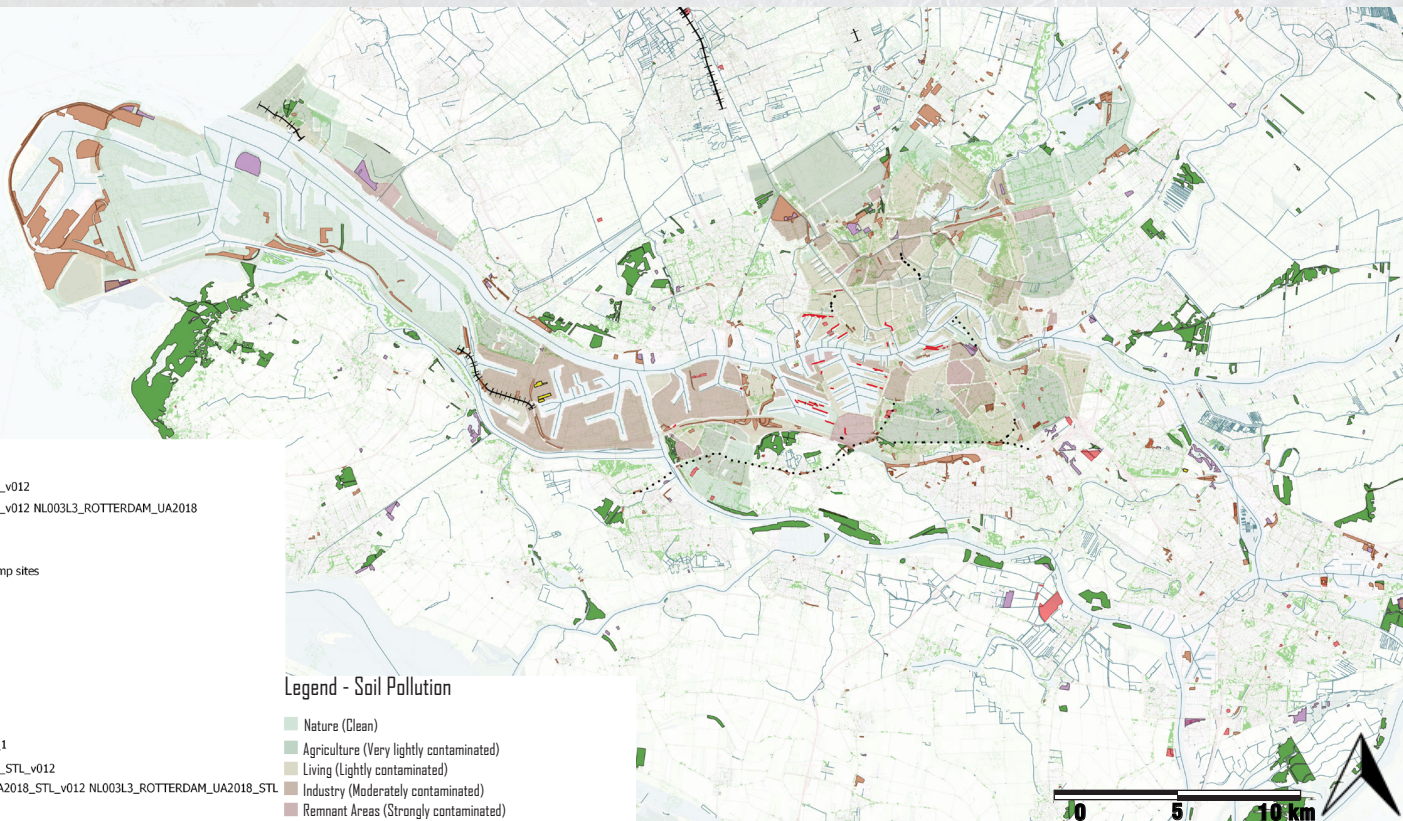 _v012
_v012 NL003L3_ROTTERDAM_UA2018
mp sites
_1
_STL_v012
A2018_STL_v012 NL003L3_ROTTERDAM_UA2018_STL
Legend - Soil Pollution
Nature (Clean)
Agriculture (Very lightly contaminated)
Living (Lightly contaminated)
Industry (Moderately contaminated)
Remnant Areas (Strongly contaminated)
0 5 10 km